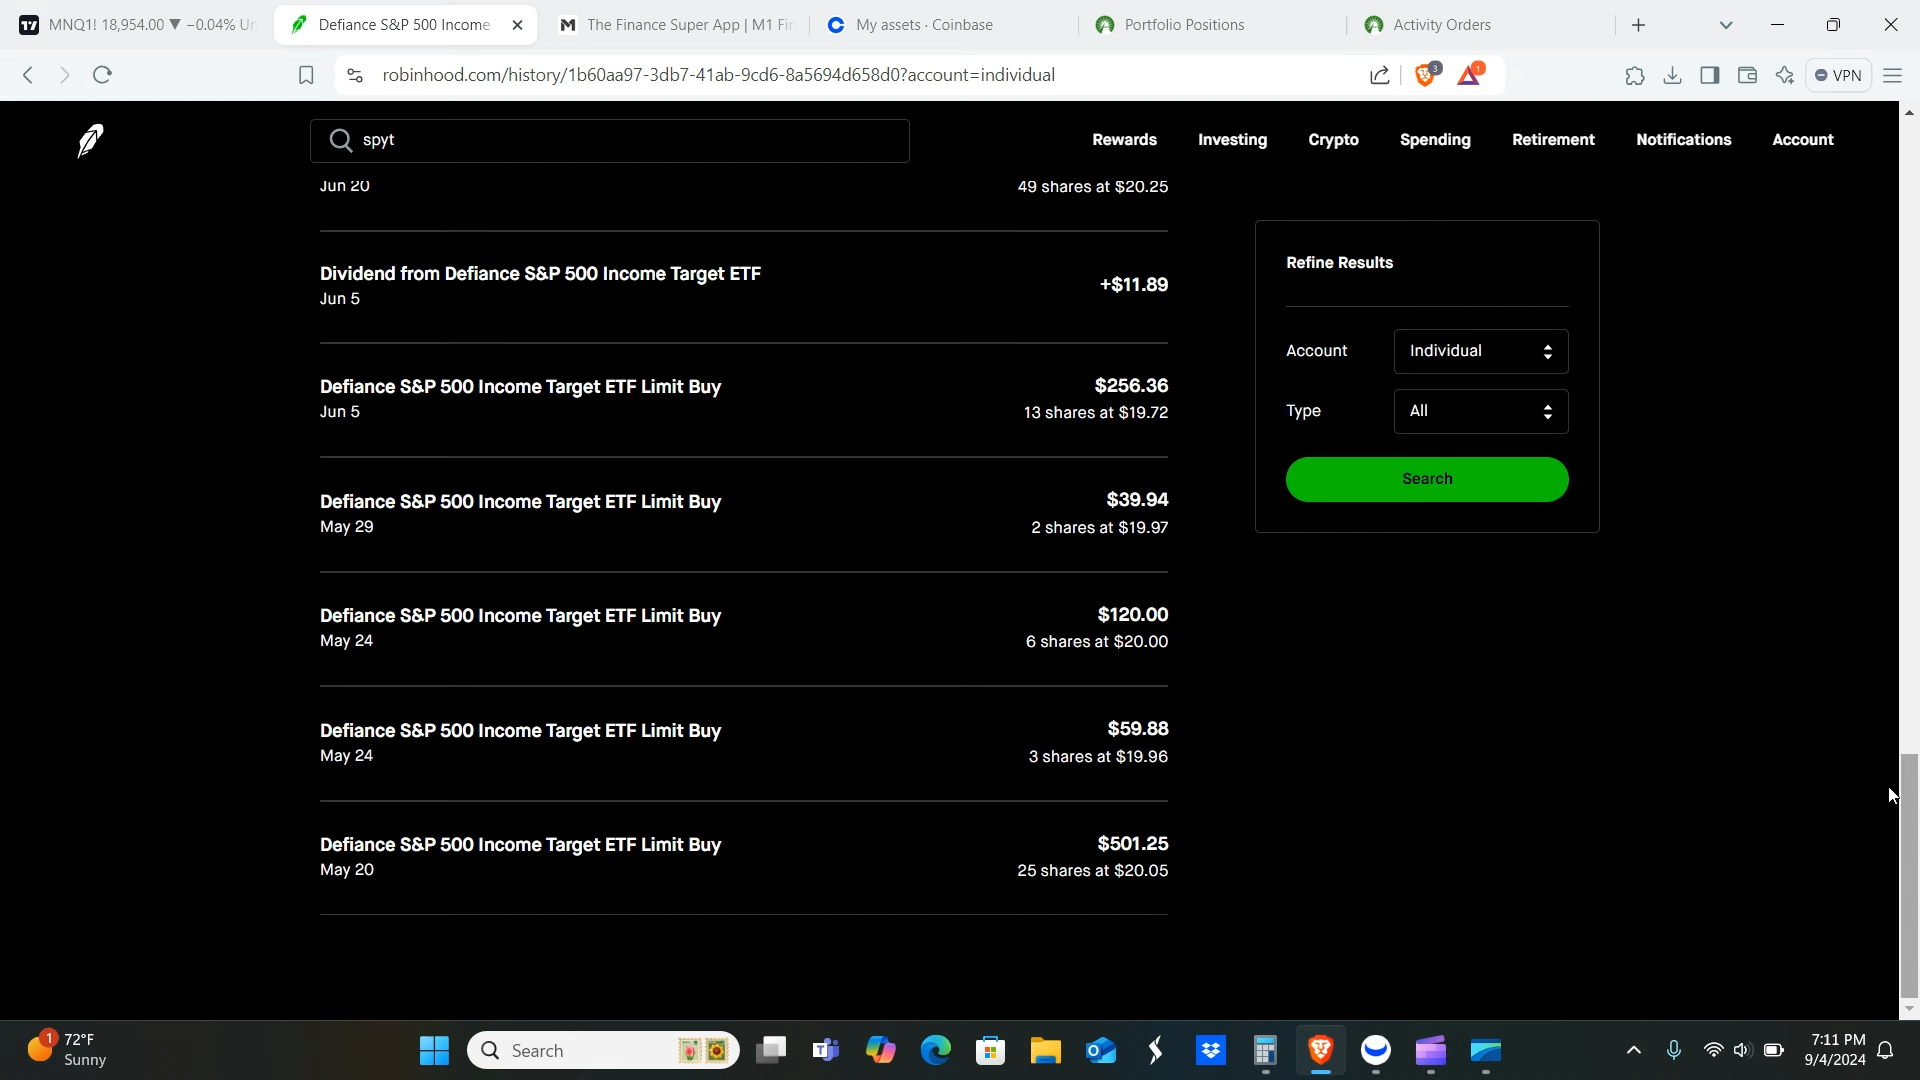 MNQ1! 18,954.00 ▼ −0.04% Un
Defiance S&P 500 Income
The Finance Super App | M1 Fin
My assets · Coinbase
Portfolio Positions
Activity Orders
robinhood.com/history/1b60aa97-3db7-41ab-9cd6-8a5694d658d0?account=individual
3
1
VPN
spyt
Rewards
Investing
Crypto
Spending
Retirement
Notifications
Account
Jun 20
49 shares at $20.25
Dividend from Defiance S&P 500 Income Target ETF
Jun 5
+$11.89
Defiance S&P 500 Income Target ETF Limit Buy
Jun 5
$256.36
13 shares at $19.72
Defiance S&P 500 Income Target ETF Limit Buy
May 29
$39.94
2 shares at $19.97
Defiance S&P 500 Income Target ETF Limit Buy
May 24
$120.00
6 shares at $20.00
Defiance S&P 500 Income Target ETF Limit Buy
May 24
$59.88
3 shares at $19.96
Defiance S&P 500 Income Target ETF Limit Buy
May 20
$501.25
25 shares at $20.05
Refine Results
Account
Individual
Type
All
Search
1
72°F
Sunny
Search
7:11 PM
9/4/2024